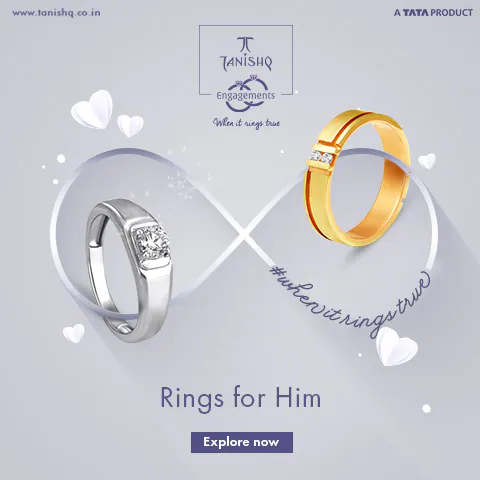 www.tanishq.co.in
A TATA PRODUCT
TANISHQ
Engagements
When it rings true
#whenitringstrue
Rings for Him
Explore now